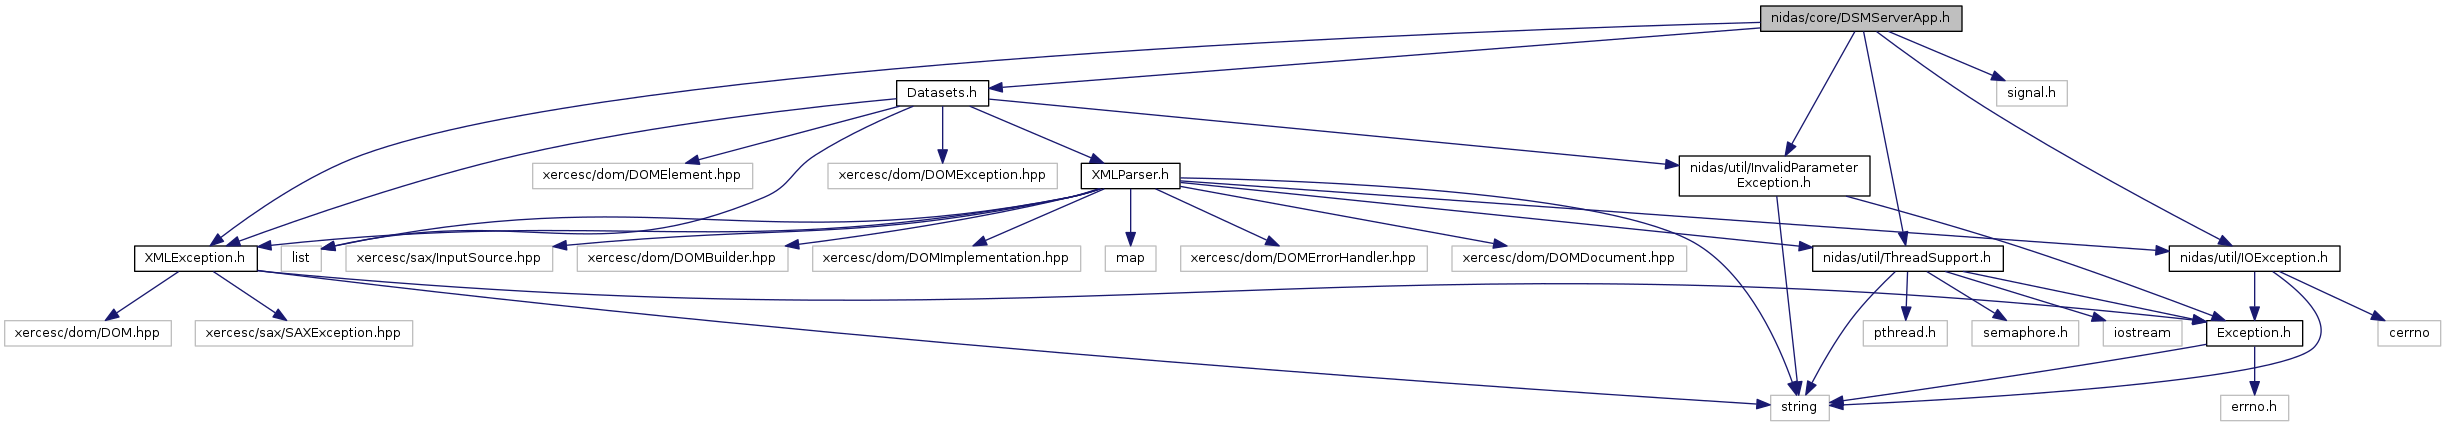 nidas/core/DSMServerApp.h
Datasets.h
signal.h
xercesc/dom/DOMElement.hpp
xercesc/dom/DOMException.hpp
XMLParser.h
nidas/util/InvalidParameter
Exception.h
XMLException.h
list
xercesc/sax/InputSource.hpp
xercesc/dom/DOMBuilder.hpp
xercesc/dom/DOMImplementation.hpp
map
xercesc/dom/DOMErrorHandler.hpp
xercesc/dom/DOMDocument.hpp
nidas/util/ThreadSupport.h
nidas/util/IOException.h
xercesc/dom/DOM.hpp
xercesc/sax/SAXException.hpp
pthread.h
semaphore.h
iostream
Exception.h
cerrno
string
errno.h